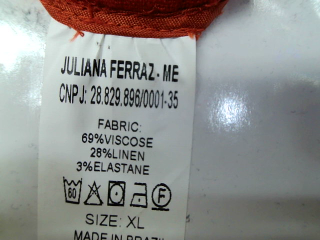 JULIANA FERRAZ - ME
CNPJ: 28.829.896/0001-35
FABRIC:
69%VISCOSE
28%LINEN
3%ELASTANE
60 F
SIZE: XL
MADE IN BRAZIL